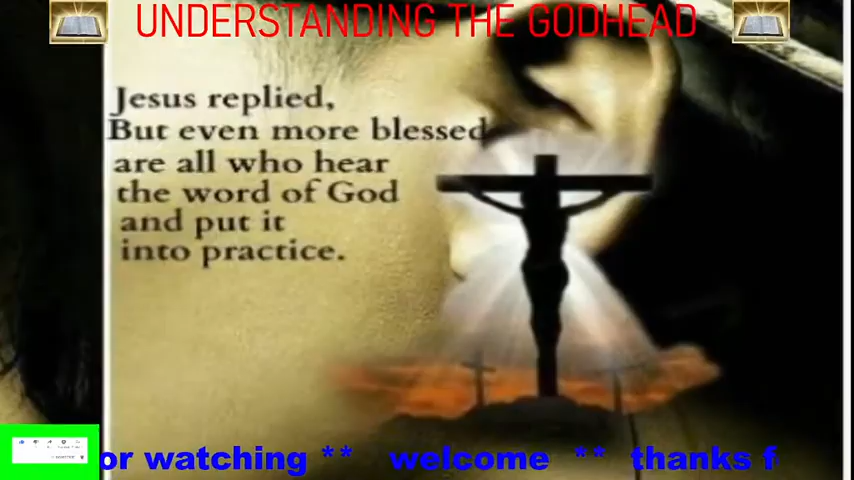 UNDERSTANDING THE GODHEAD
Jesus replied,
But even more blessed
are all who hear
the word of God
and put it
into practice.
or watching ** welcome ** thanks f